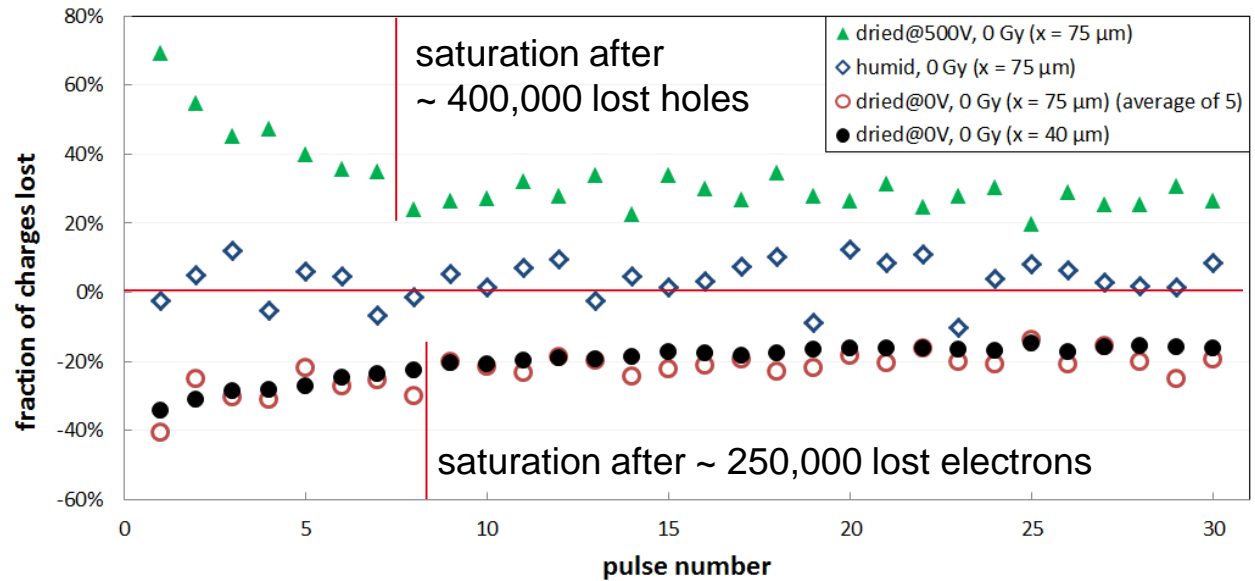 80%
60%
40%
20%
0%
-20%
-40%
-60%
fraction of charges lost
saturation after
~ 400,000 lost holes
dried@500V, 0 Gy (x = 75 µm)
humid, 0 Gy (x = 75 µm)
dried@0V, 0 Gy (x = 75 µm) (average of 5)
dried@0V, 0 Gy (x = 40 µm)
saturation after ~ 250,000 lost electrons
0 5 10 15 20 25 30
pulse number